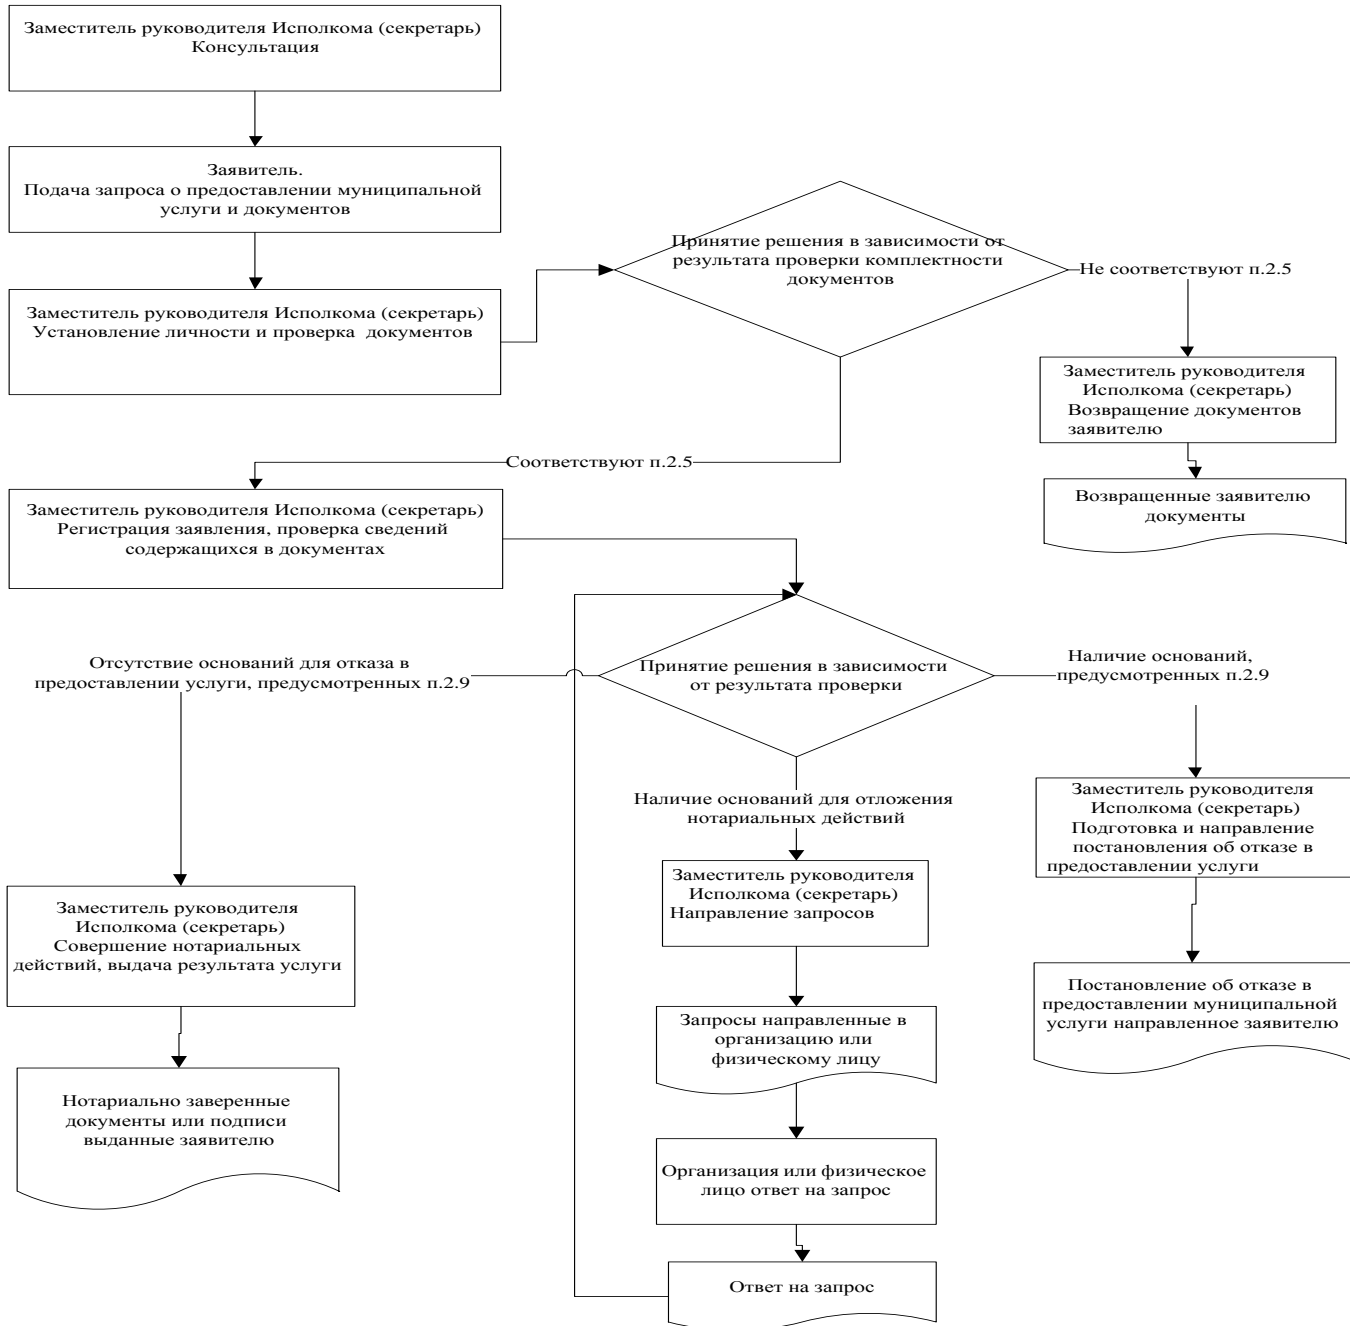 Заместитель руководителя Исполкома (секретарь)
Консультация
Заявитель.
Подача запроса о предоставлении муниципальной
услуги и документов
Заместитель руководителя Исполкома (секретарь)
Установление личности и проверка документов
Принятие решения в зависимости от
результата проверки комплектности
документов
Не соответствуют п.2.5
Заместитель руководителя
Исполкома (секретарь)
Возвращение документов
заявителю
Возвращенные заявителю
документы
Соответствуют п.2.5
Заместитель руководителя Исполкома (секретарь)
Регистрация заявления, проверка сведений
содержащихся в документах
Принятие решения в зависимости
от результата проверки
Отсутствие оснований для отказа в
предоставлении услуги, предусмотренных п.2.9
Заместитель руководителя
Исполкома (секретарь)
Совершение нотариальных
действий, выдача результата услуги
Нотариально заверенные
документы или подписи
выданные заявителю
Наличие оснований для отложения
нотариальных действий
Заместитель руководителя
Исполкома (секретарь)
Направление запросов
Запросы направленные в
организацию или
физическому лицу
Организация или физическое
лицо ответ на запрос
Ответ на запрос
Наличие оснований,
предусмотренных п.2.9
Заместитель руководителя
Исполкома (секретарь)
Подготовка и направление
постановления об отказе в
предоставлении услуги
Постановление об отказе в
предоставлении муниципальной
услуги направленное заявителю